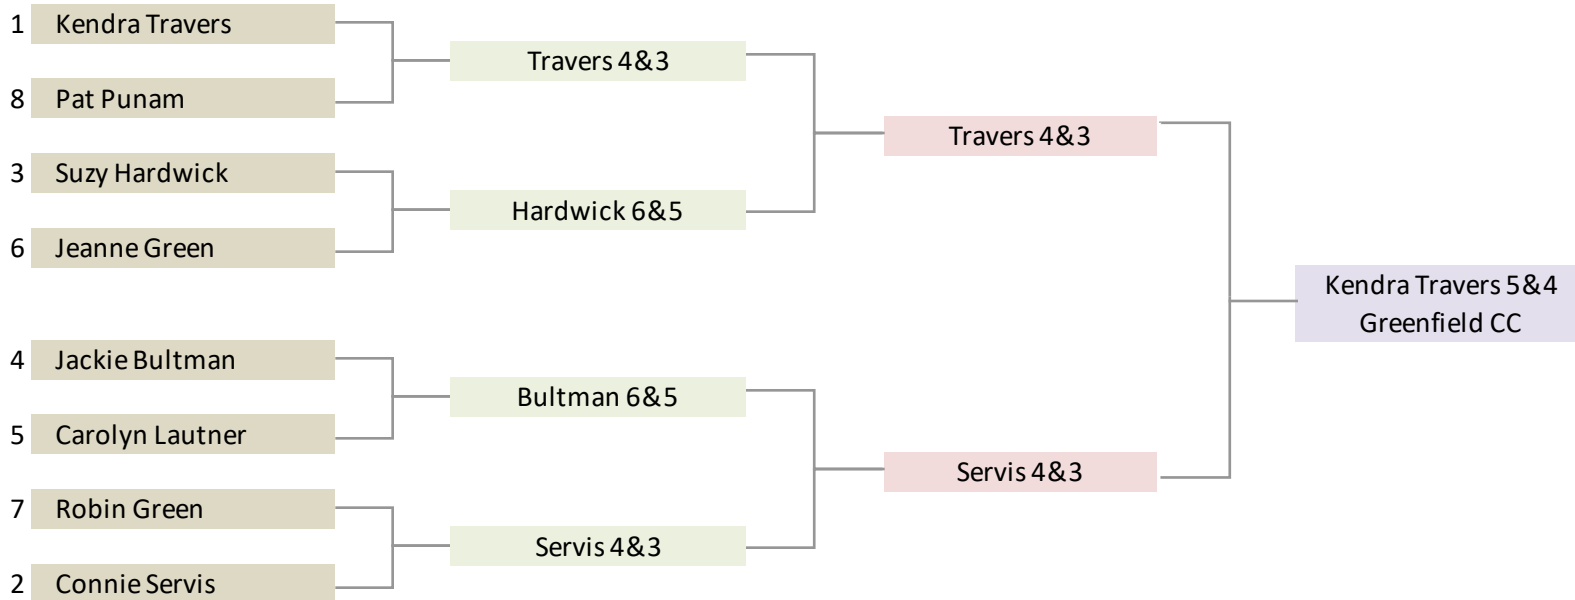 1 Kendra Travers
Travers 4&3
8 Pat Punam
Travers 4&3
3 Suzy Hardwick
Hardwick 6&5
6 Jeanne Green
Kendra Travers 5&4
Greenfield CC
4 Jackie Bultman
Bultman 6&5
5 Carolyn Lautner
Servis 4&3
7 Robin Green
Servis 4&3
2 Connie Servis